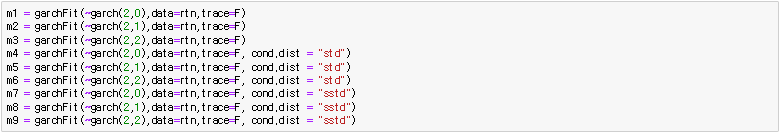 m1 = garchFit(~garch(2,0),data=rtn,trace=F)
m2 = garchFit(~garch(2,1),data=rtn,trace=F)
m3 = garchFit(~garch(2,2),data=rtn,trace=F)
m4 = garchFit(~garch(2,0),data=rtn,trace=F, cond.dist = "std")
m5 = garchFit(~garch(2,1),data=rtn,trace=F, cond.dist = "std")
m6 = garchFit(~garch(2,2),data=rtn,trace=F, cond.dist = "std")
m7 = garchFit(~garch(2,0),data=rtn,trace=F, cond.dist = "sstd")
m8 = garchFit(~garch(2,1),data=rtn,trace=F, cond.dist = "sstd")
m9 = garchFit(~garch(2,2),data=rtn,trace=F, cond.dist = "sstd")